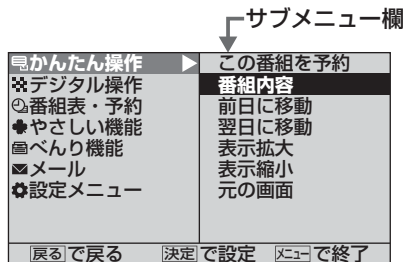 サブメニュー欄
かんたん操作 この番組を予約
デジタル操作 番組内容
番組表・予約 前日に移動
やさしい機能 翌日に移動
べんり機能 表示拡大
メール 表示縮小
設定メニュー 元の画面
戻る で戻る 決定 で設定 メニュー で終了